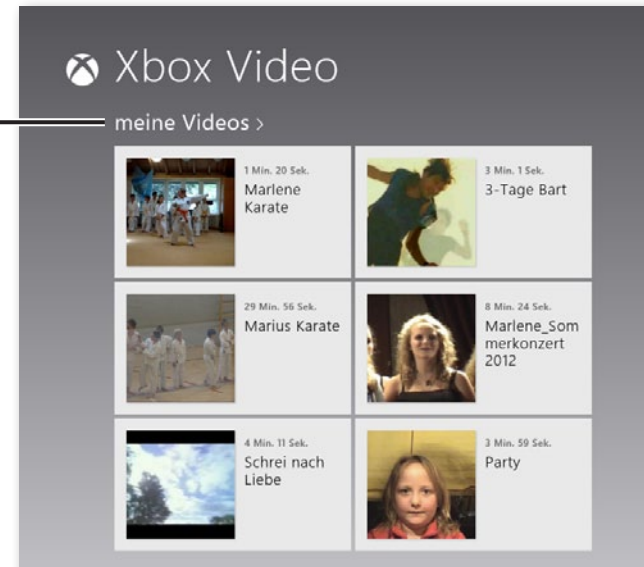 Xbox Video
meine Videos >
1 Min. 20 Sek.
Marlene
Karate
3 Min. 1 Sek.
3-Tage Bart
29 Min. 56 Sek.
Marius Karate
8 Min. 24 Sek.
Marlene_Som
merkonzert
2012
4 Min. 11 Sek.
Schrei nach
Liebe
3 Min. 59 Sek.
Party